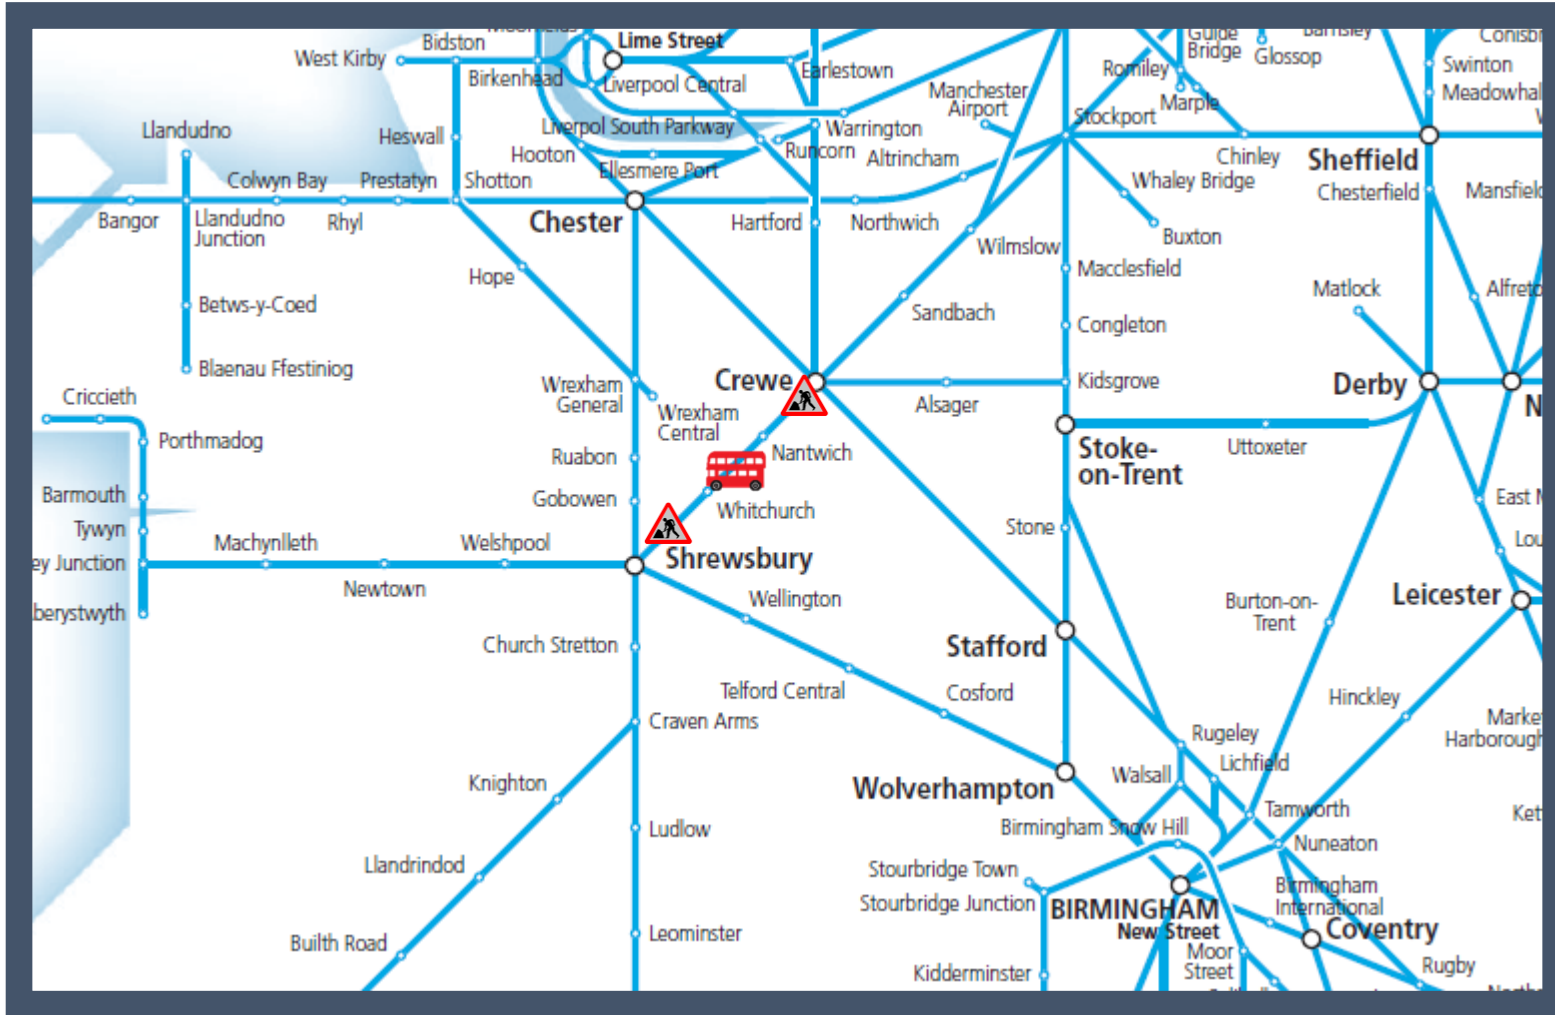 Lime Street
Bidston
West Kirby
Birkenhead
Liverpool Central
Earlestown
Guide
Bridge
Glossop
Romiley
Swinton
Manchester
Airport
Marple
Stockport
Llandudno
Heswall
Liverpol South Parkway
Warrington
Hooton
Runcorn
Altrincham
Chinley
Sheffield
Ellesmere Port
Colwyn Bay
Prestatyn
Shotton
Whaley Bridge
Chesterfield
Bangor
Llandudno
Junction
Rhyl
Chester
Hartford
Northwich
Wilmslow
Buxton
Hope
Macclesfield
Matlock
Betws-y-Coed
Sandbach
Congleton
Blaenau Ffestiniog
Wrexham
General
Crewe
Kidsgrove
Derby
Criccieth
Alsager
Wrexham
Central
Porthmadog
Nantwich
Stoke-
on-Trent
Uttoxeter
Ruabon
Barmouth
Gobowen
Whitchurch
Tywyn
Stone
Machynlleth
Welshpool
ey Junction
Shrewsbury
Newtown
Wellington
Burton-on-
Trent
Leicester
berystwyth
Church Stretton
Stafford
Telford Central
Cosford
Hinckley
Craven Arms
Rugeley
Lichfield
Walsall
Knighton
Wolverhampton
Tamworth
Ludlow
Birmingham Snow Hill
Nuneaton
Llandrindod
Stourbridge Town
Stourbridge Junction
BIRMINGHAM
New Street
Birmingham
International
Coventry
Builth Road
Leominster
Moor
Street
Kidderminster
Rugby